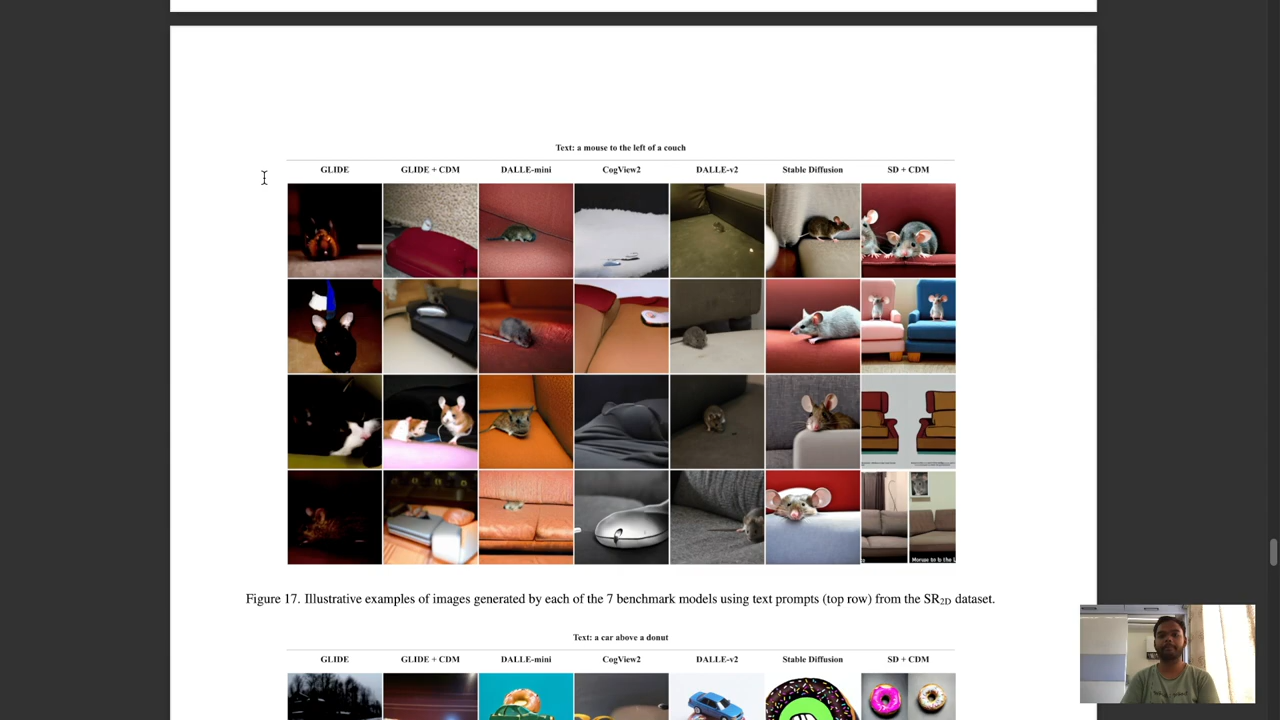 Text: a mouse to the left of a couch
GLIDE GLIDE + CDM DALLE-mini CogView2 DALLE-v2 Stable Diffusion SD + CDM
Figure 17. Illustrative examples of images generated by each of the 7 benchmark models using text prompts (top row) from the SR2D dataset.
Text: a car above a donut
GLIDE GLIDE + CDM DALLE-mini CogView2 DALLE-v2 Stable Diffusion SD + CDM